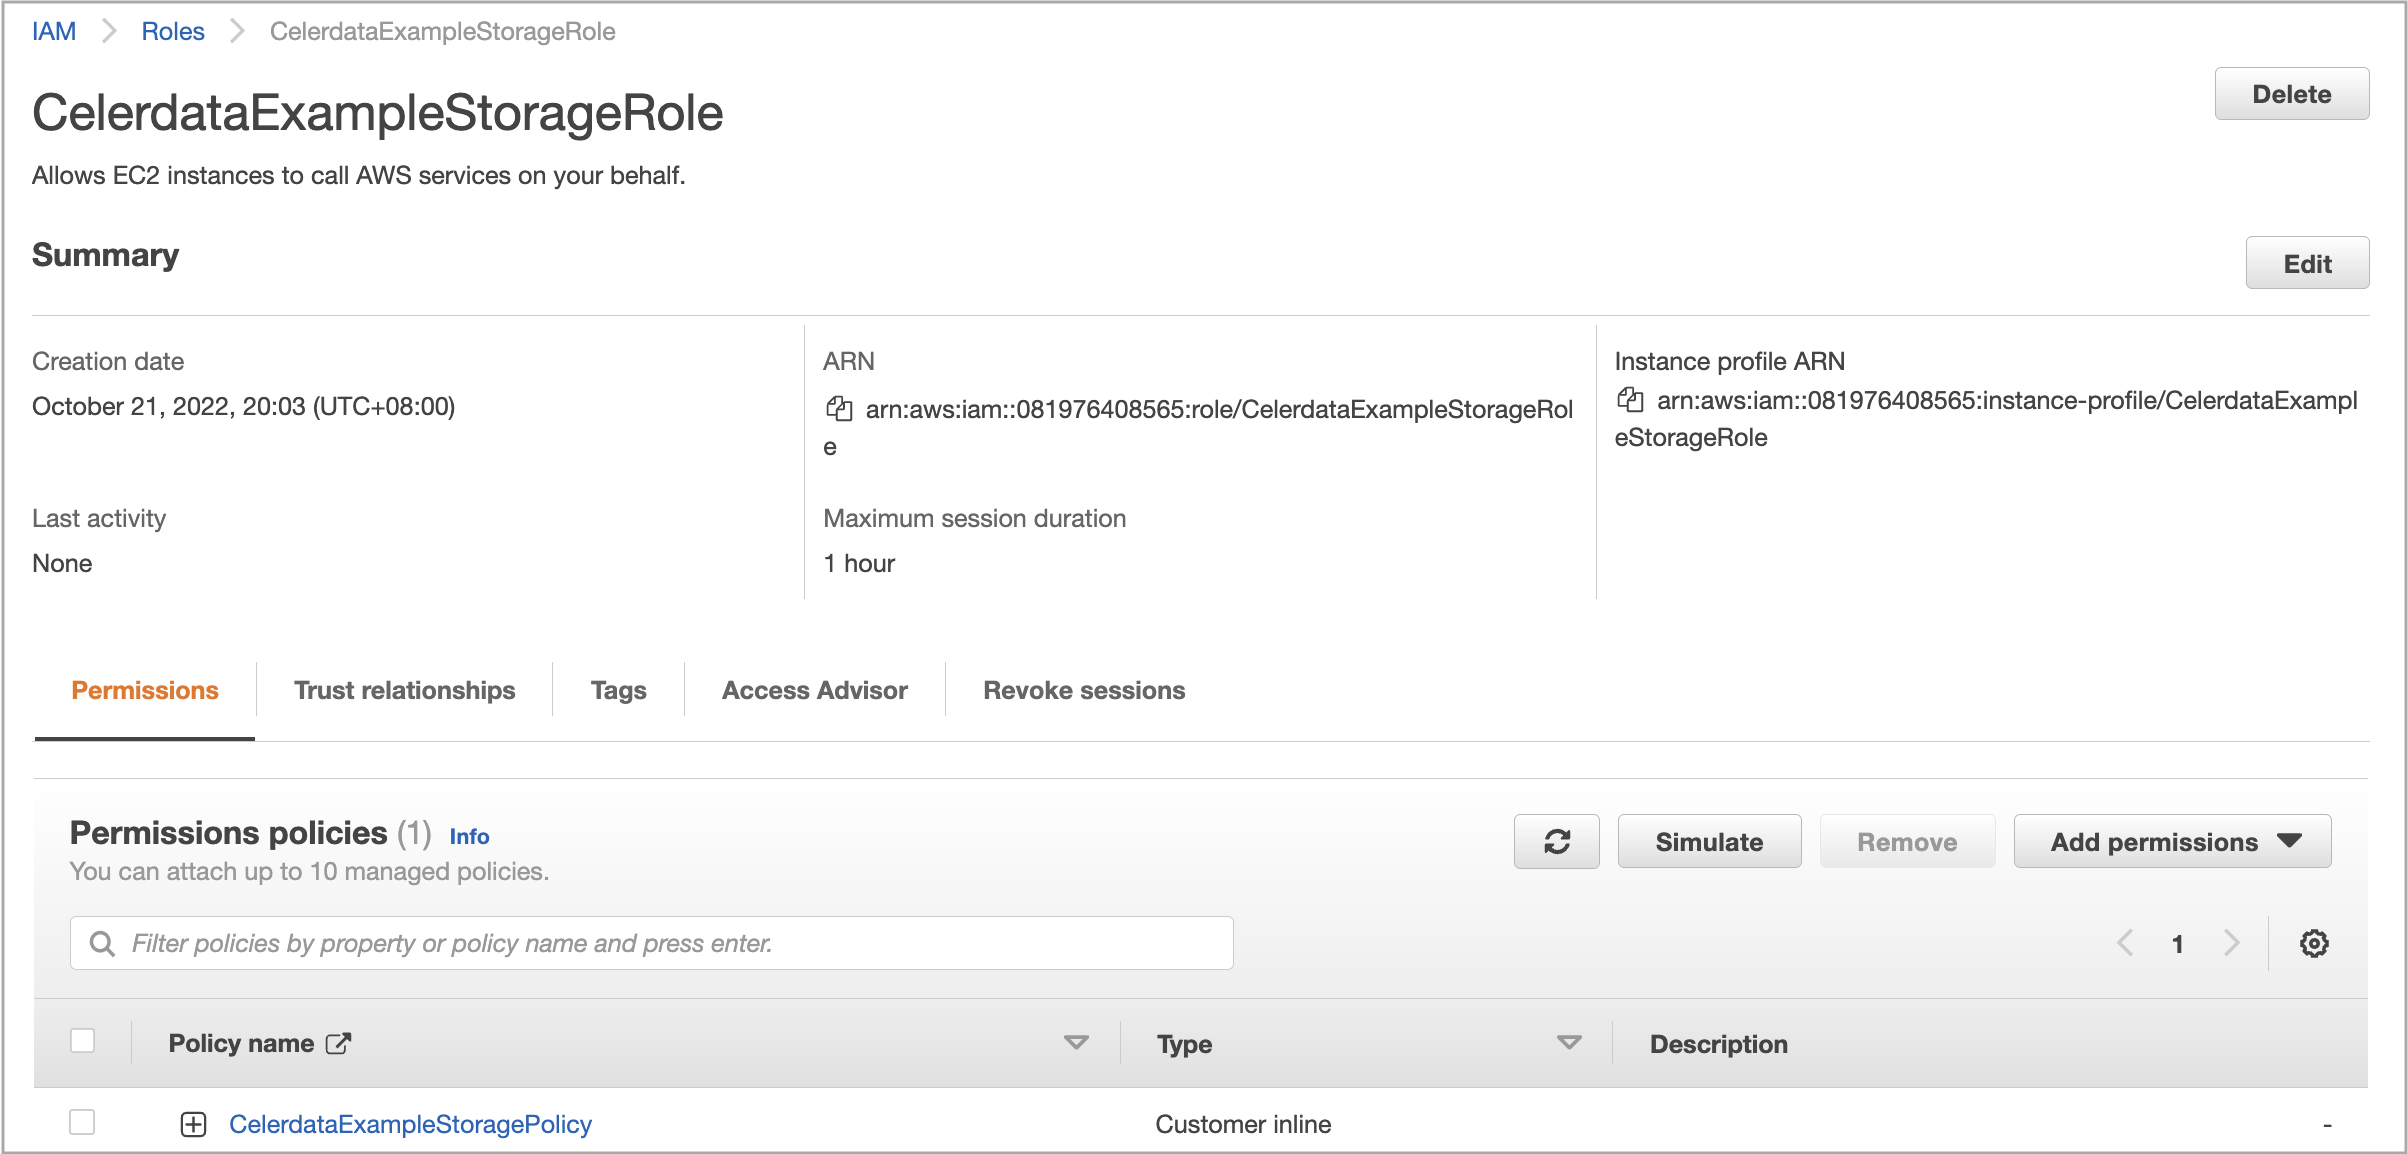 IAM > Roles > CelerdataExampleStorageRole
CelerdataExampleStorageRole
Delete
Allows EC2 instances to call AWS services on your behalf.
Summary
Edit
Creation date
October 21, 2022, 20:03 (UTC+08:00)
ARN
arn:aws:iam::081976408565:role/CelerdataExampleStorageRol
e
Instance profile ARN
arn:aws:iam::081976408565:instance-profile/CelerdataExampl
eStorageRole
Last activity
None
Maximum session duration
1 hour
Permissions
Trust relationships
Tags
Access Advisor
Revoke sessions
Permissions policies (1) Info
You can attach up to 10 managed policies.
Simulate
Remove
Add permissions
Filter policies by property or policy name and press enter.
1
Policy name
Type
Description
CelerdataExampleStoragePolicy
Customer inline
-